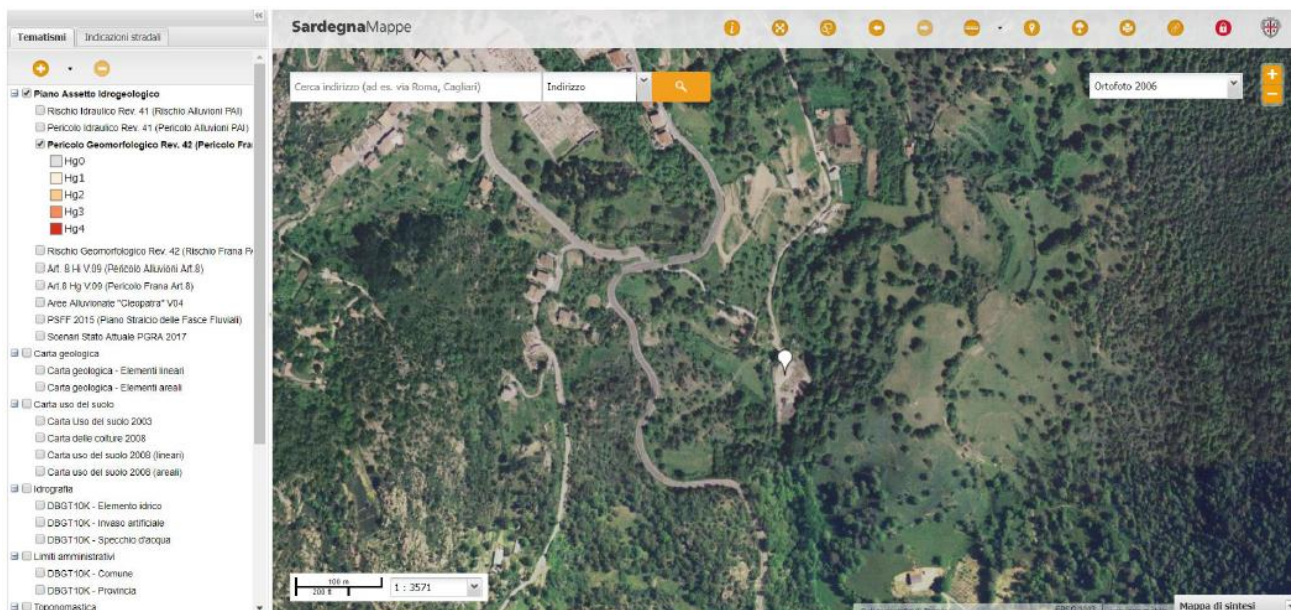 SardegnaMappe
Tematismi
Indicazioni stradali
Cerca indirizzo (ad es. via Roma, Cagliari)
Indirizzo
Ortofoto 2006
Piano Assetto Idrogeologico
Rischio Idraulico Rev. 41 (Rischio Alluvioni PAI)
Pericolo Idraulico Rev. 41 (Pericolo Alluvioni PAI)
Pericolo Geomorfologico Rev. 42 (Pericolo Fra
Hg0
Hg1
Hg2
Hg3
Hg4
Rischio Geomorfologico Rev. 42 (Rischio Frana PA
Art. 8 Hi V.09 (Pericolo Alluvioni Art.8)
Art.8 Hg V.09 (Pericolo Frana Art.8)
Aree Alluvionate "Cleopatra" V04
PSFF 2015 (Piano Stralcio delle Fasce Fluviali)
Scenari Stato Attuale PGRA 2017
Carta geologica
Carta geologica - Elementi lineari
Carta geologica - Elementi areali
Carta uso del suolo
Carta Uso del suolo 2003
Carta delle colture 2008
Carta uso del suolo 2008 (lineari)
Carta uso del suolo 2008 (areali)
Idrografia
DBGT10K - Elemento idrico
DBGT10K - Invaso artificiale
DBGT10K - Specchio d'acqua
Limiti amministrativi
DBGT10K - Comune
DBGT10K - Provincia
Toponomastica
100 m
200 ft
1 : 3571
Mappa di sintesi